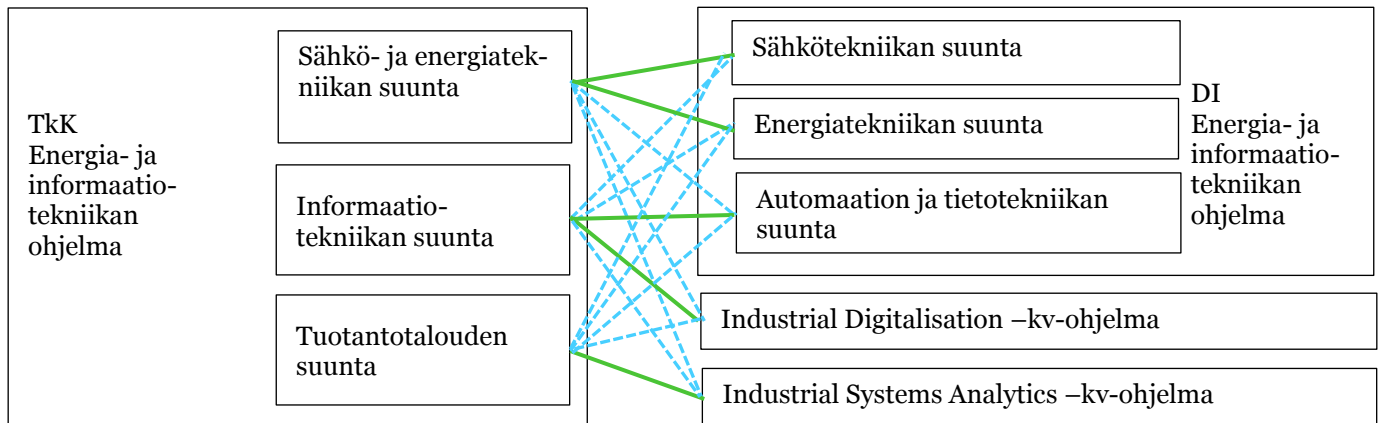 TkK
Energia- ja
informaatio-
tekniikan
ohjelma
Sähkö- ja energiatek-
niikan suunta
Informaatio-
tekniikan suunta
Tuotantotalouden
suunta
Sähkötekniikan suunta
Energiatekniikan suunta
Automaation ja tietotekniikan
suunta
DI
Energia- ja
informaatio-
tekniikan
ohjelma
Industrial Digitalisation –kv-ohjelma
Industrial Systems Analytics –kv-ohjelma